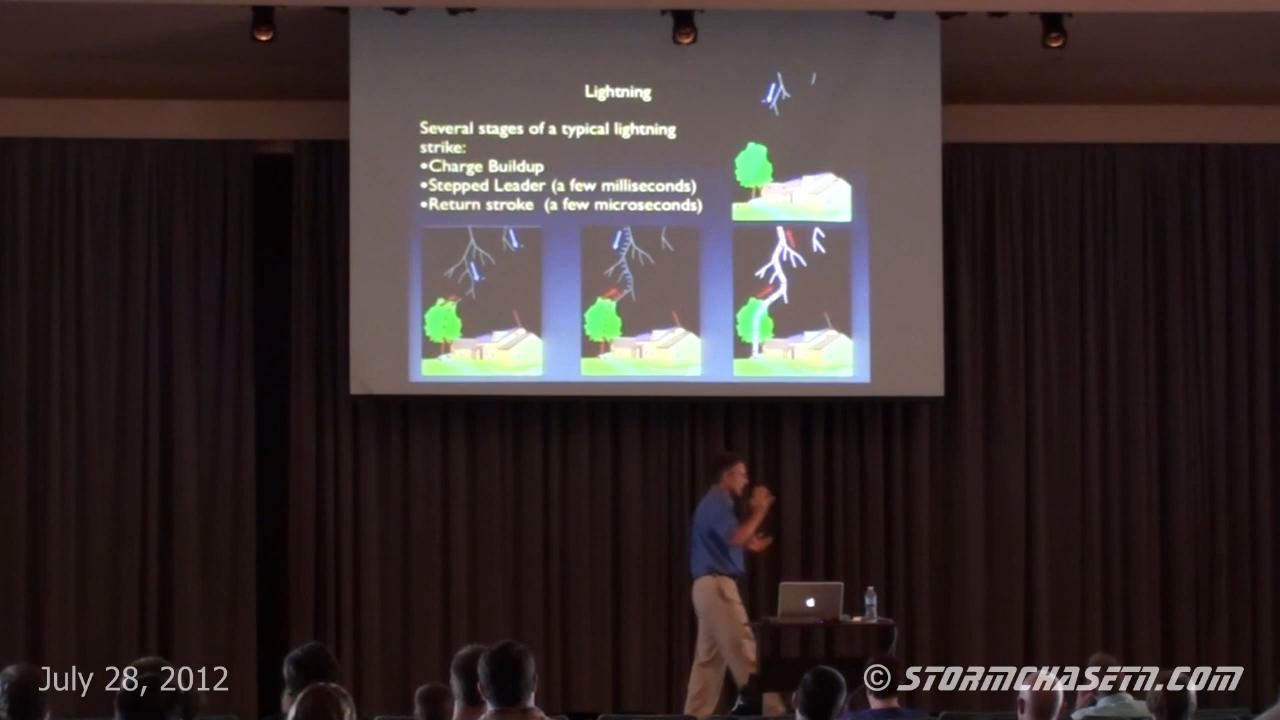 Lightning
Several stages of a typical lightning
strike:
•Charge Buildup
•Stepped Leader (a few milliseconds)
•Return stroke (a few microseconds)
July 28, 2012
© STORMCHASETN.COM